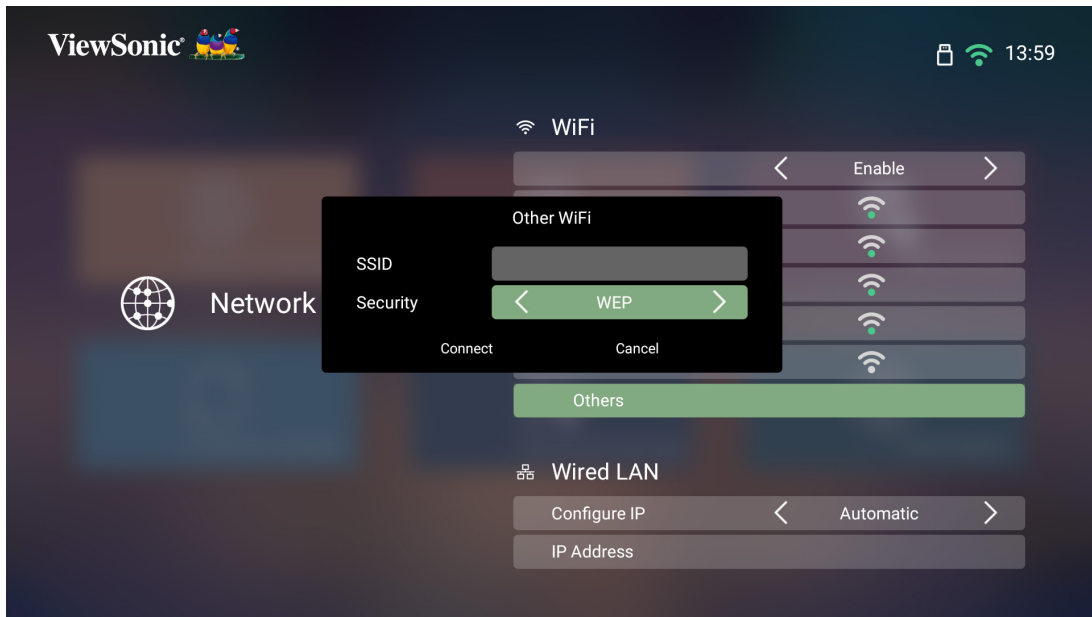 ViewSonic®
13:59
WiFi
Enable
Other WiFi
SSID
Network
Security
WEP
Connect
Cancel
Others
Wired LAN
Configure IP
Automatic
IP Address